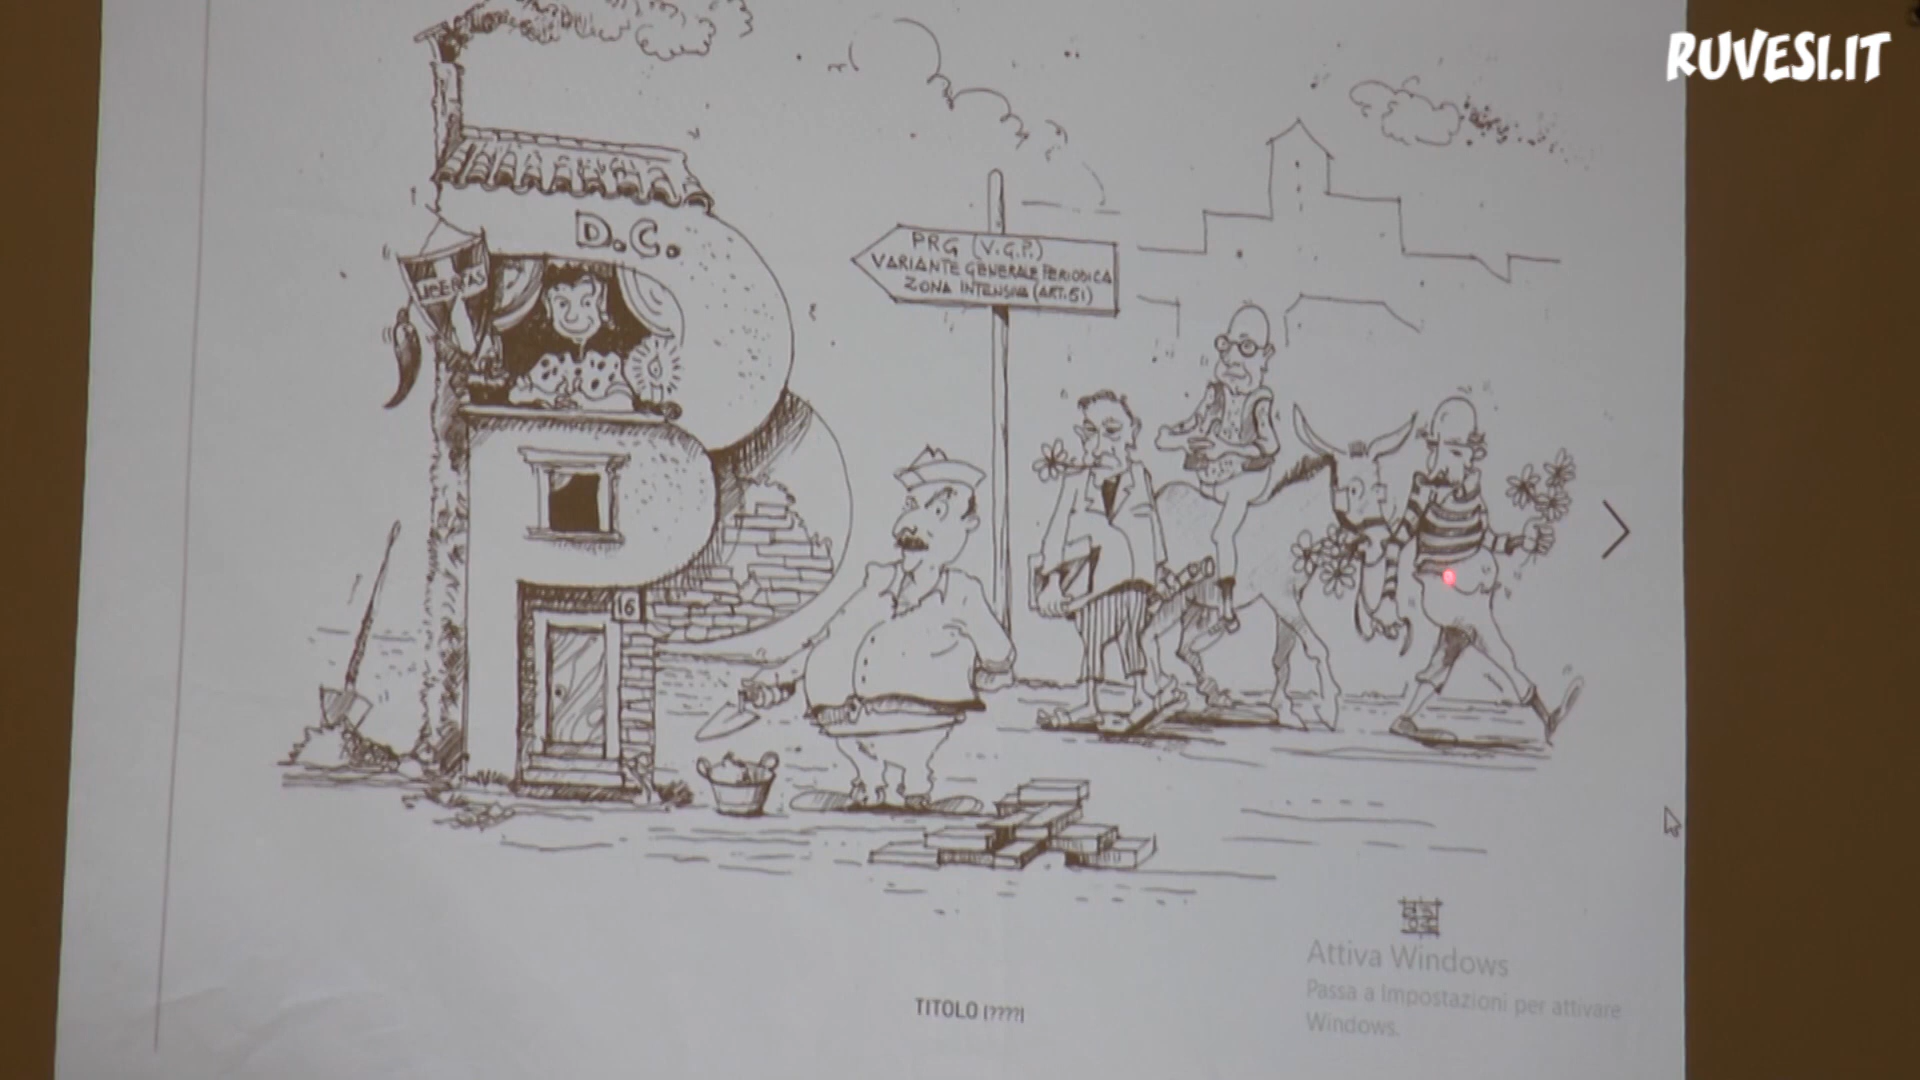 RUVESI.IT
D.C.
LIBERTAS
PRG (V.G.P.)
VARIANTE GENERALE PERIODICA
ZONA INTENSIVA (ART.51)
16
TITOLO (????)
Attiva Windows
Passa a Impostazioni per attivare
Windows.